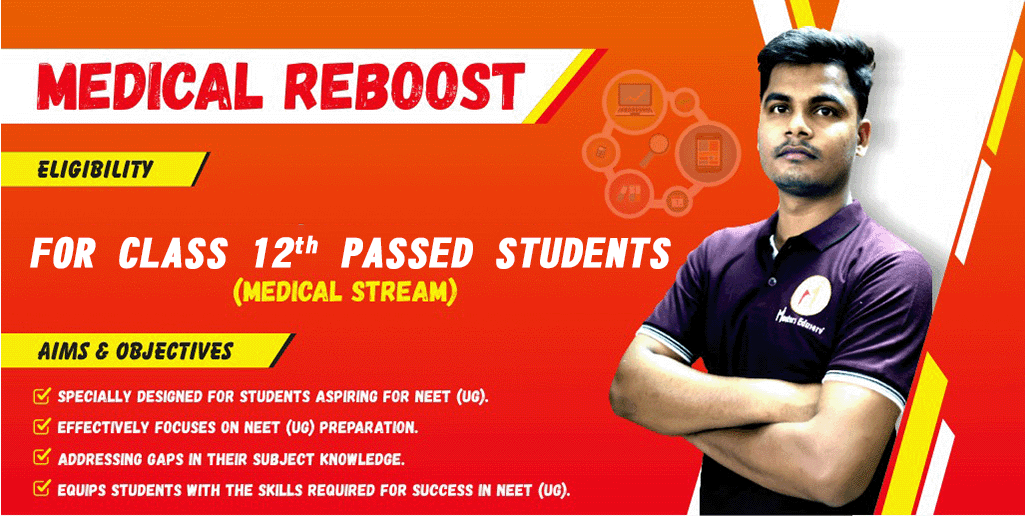 MEDICAL REBOOST
ELIGIBILITY
FOR CLASS 12th PASSED STUDENTS
(MEDICAL STREAM)
AIMS & OBJECTIVES
SPECIALLY DESIGNED FOR STUDENTS ASPIRING FOR NEET (UG).
EFFECTIVELY FOCUSES ON NEET (UG) PREPARATION.
ADDRESSING GAPS IN THEIR SUBJECT KNOWLEDGE.
EQUIPS STUDENTS WITH THE SKILLS REQUIRED FOR SUCCESS IN NEET (UG).